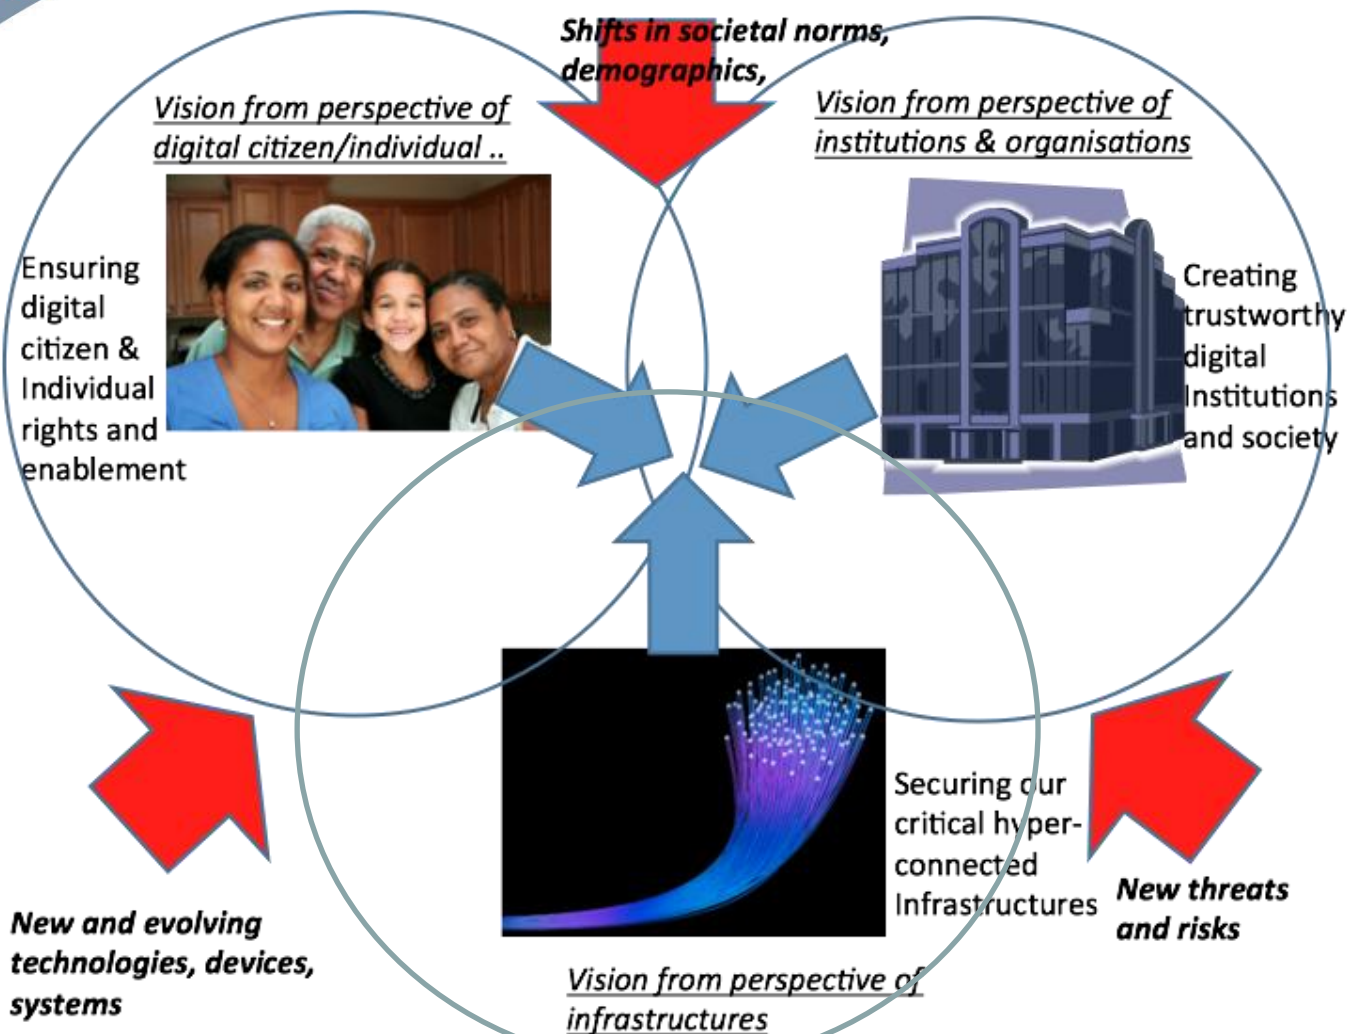 Shifts in societal norms,
demographics,
Vision from perspective of
digital citizen/individual ..
Vision from perspective of
institutions & organisations
Ensuring
digital
citizen &
Individual
rights and
enablement
Creating
trustworthy
digital
Institutions
and society
Securing our
critical hyper-
connected
Infrastructures
New threats
and risks
New and evolving
technologies, devices,
systems
Vision from perspective of
infrastructures